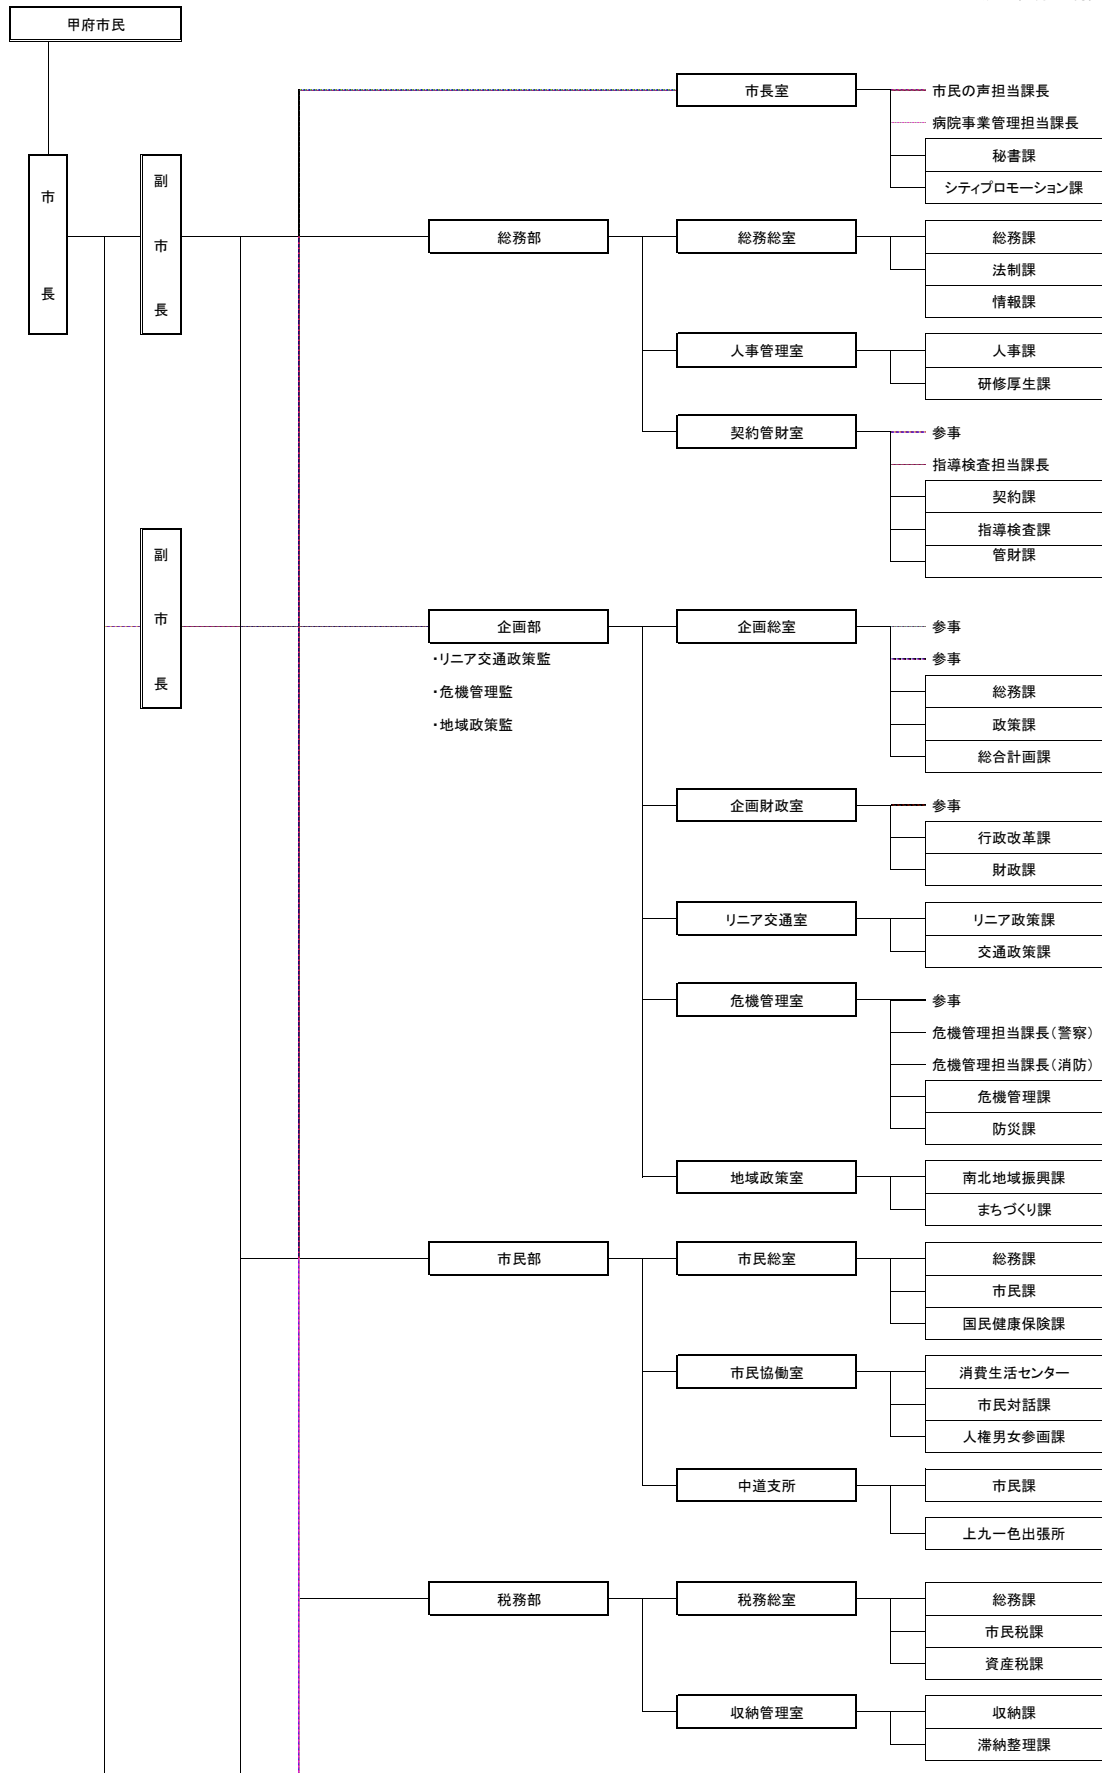 甲府市民
市長
副市長
副市長
市長室
市民の声担当課長
病院事業管理担当課長
秘書課
シティプロモーション課
総務部
総務総室
総務課
法制課
情報課
人事管理室
人事課
研修厚生課
契約管財室
参事
指導検査担当課長
契約課
指導検査課
管財課
企画部
・リニア交通政策監
・危機管理監
・地域政策監
企画総室
参事
参事
総務課
政策課
総合計画課
企画財政室
参事
行政改革課
財政課
リニア交通室
リニア政策課
交通政策課
危機管理室
参事
危機管理担当課長(警察)
危機管理担当課長(消防)
危機管理課
防災課
地域政策室
南北地域振興課
まちづくり課
市民部
市民総室
総務課
市民課
国民健康保険課
市民協働室
消費生活センター
市民対話課
人権男女参画課
中道支所
市民課
上九一色出張所
税務部
税務総室
総務課
市民税課
資産税課
収納管理室
収納課
滞納整理課